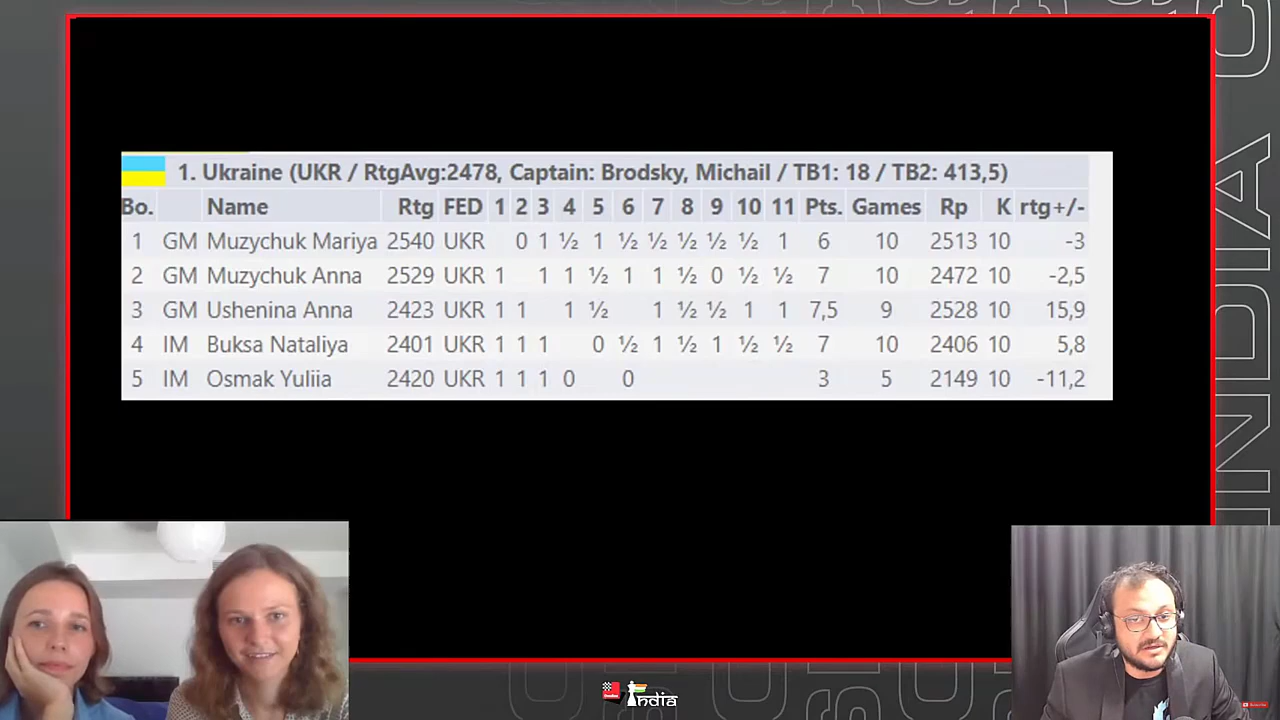 1. Ukraine (UKR / RtgAvg:2478, Captain: Brodsky, Michail / TB1: 18 / TB2: 413,5)
Bo. Name Rtg FED 1 2 3 4 5 6 7 8 9 10 11 Pts. Games Rp K rtg+/-
1 GM Muzychuk Mariya 2540 UKR 0 1 ½ 1 ½ ½ ½ ½ ½ 1 6 10 2513 10 -3
2 GM Muzychuk Anna 2529 UKR 1 1 1 ½ 1 1 ½ 0 ½ ½ 7 10 2472 10 -2,5
3 GM Ushenina Anna 2423 UKR 1 1 1 ½ 1 ½ ½ 1 1 7,5 9 2528 10 15,9
4 IM Buksa Nataliya 2401 UKR 1 1 1 0 ½ 1 ½ 1 ½ ½ 7 10 2406 10 5,8
5 IM Osmak Yuliia 2420 UKR 1 1 1 0 0 3 5 2149 10 -11,2
INDIA
India